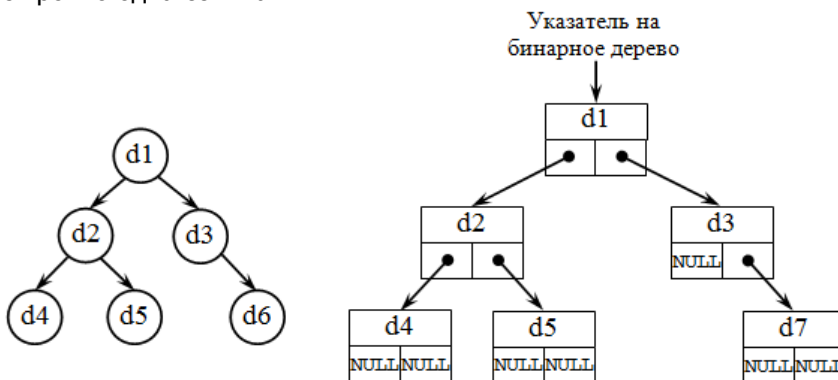 Указатель на
бинарное дерево
d1
d1
d2
d3
d2
d3
NULL
d4
d5
d6
d4
d5
d7
NULL
NULL
NULL
NULL
NULL
NULL